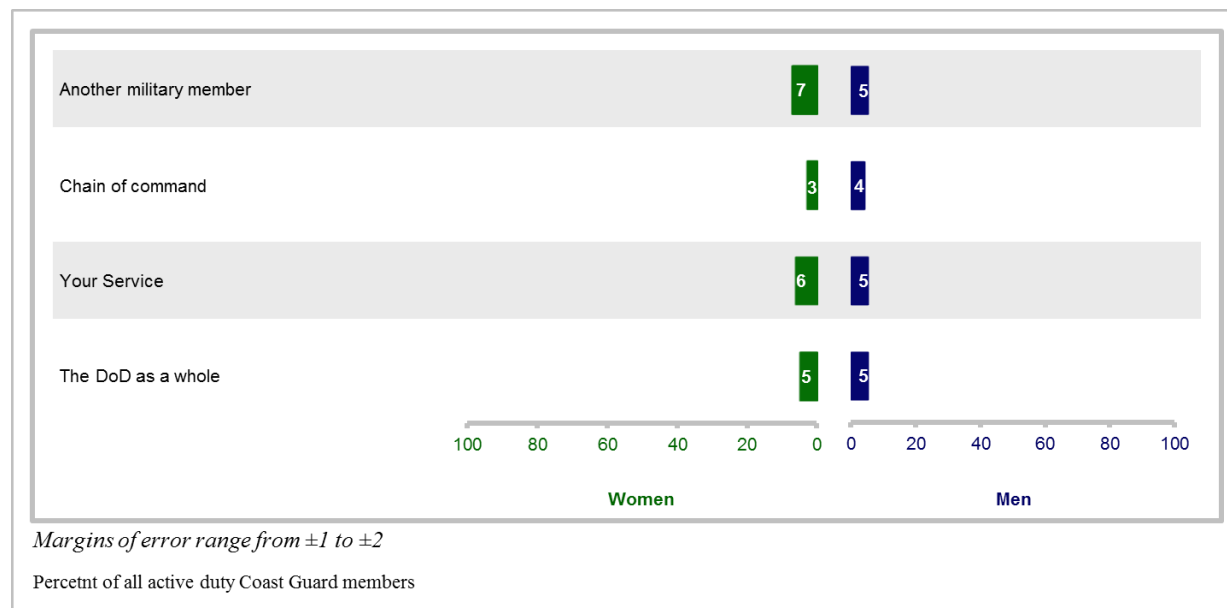 Another military member 7 5
Chain of command 3 4
Your Service 6 5
The DoD as a whole 5 5
100 80 60 40 20 0 0 20 40 60 80 100
Women Men
Margins of error range from ±1 to ±2
Percetnt of all active duty Coast Guard members